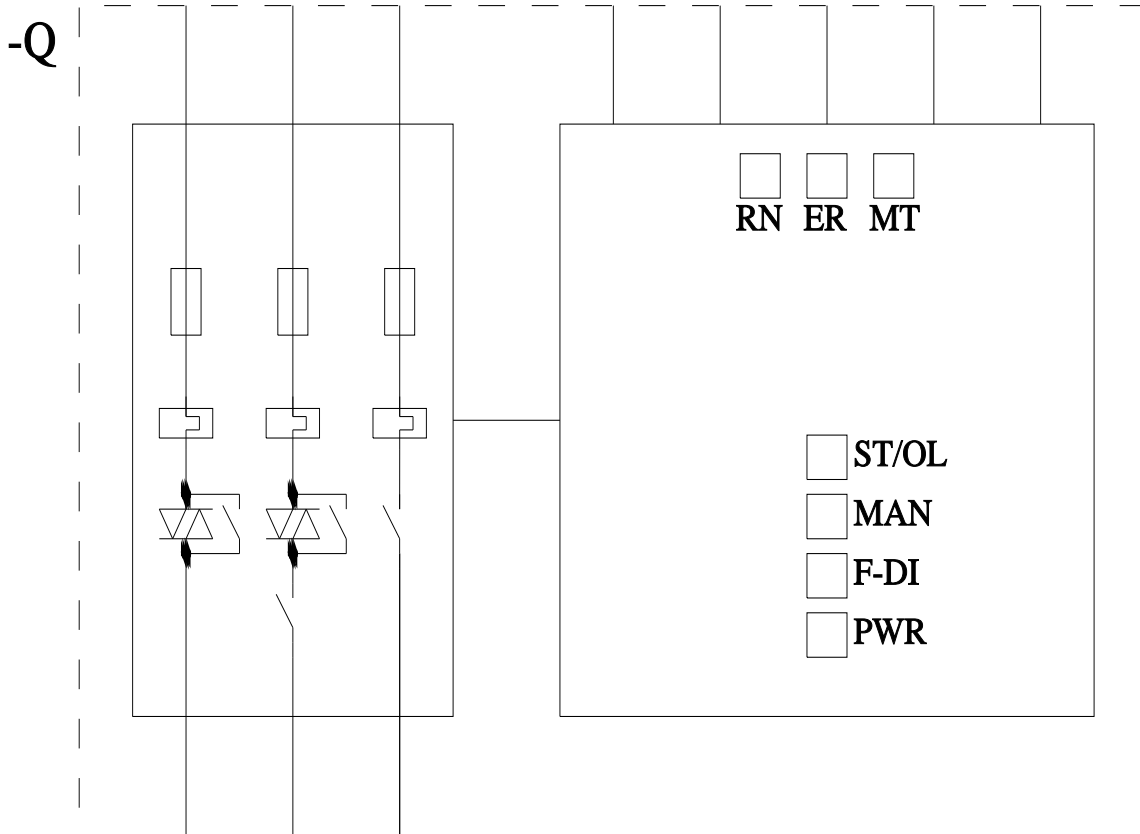 -Q
RN ER MT
ST/OL
MAN
F-DI
PWR